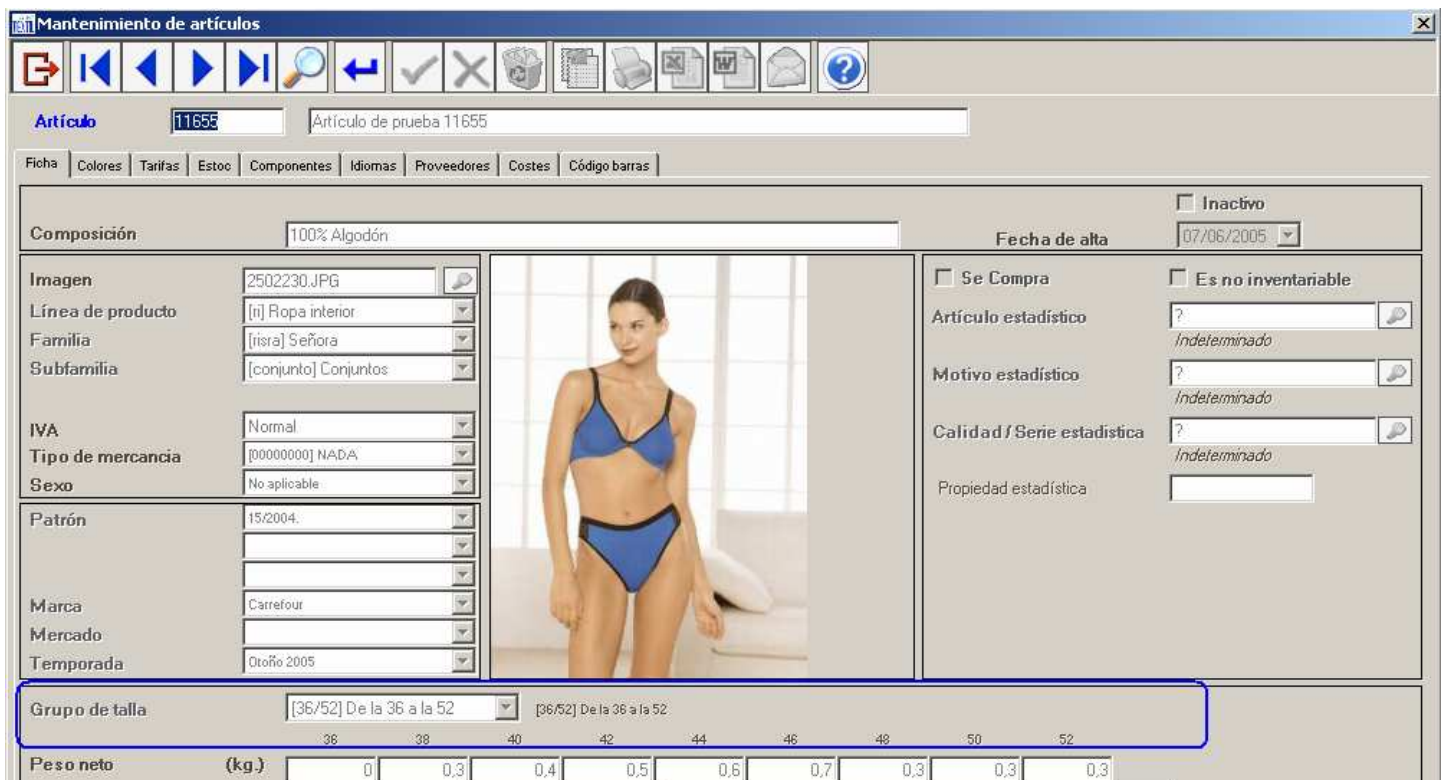 Mantenimiento de artículos
Artículo 11655 Artículo de prueba 11655
Ficha Colores Tarifas Estoc Componentes Idiomas Proveedores Costes Código barras
Inactivo
Composición 100% Algodón Fecha de alta 07/06/2005
Imagen 2502230.JPG Se Compra Es no inventariable
Línea de producto [ri] Ropa interior Artículo estadístico ?
Familia [risra] Señora Indeterminado
Subfamilia [conjunto] Conjuntos Motivo estadístico ?
Indeterminado
IVA Normal Calidad / Serie estadistica ?
Tipo de mercancia [00000000] NADA Indeterminado
Sexo No aplicable Propiedad estadística
Patrón 15/2004.
Marca Carrefour
Mercado
Temporada Otoño 2005
Grupo de talla [36/52] De la 36 a la 52 [36/52] De la 36 a la 52
36 38 40 42 44 46 48 50 52
Peso neto (kg.) 0 0,3 0,4 0,5 0,6 0,7 0,3 0,3 0,3